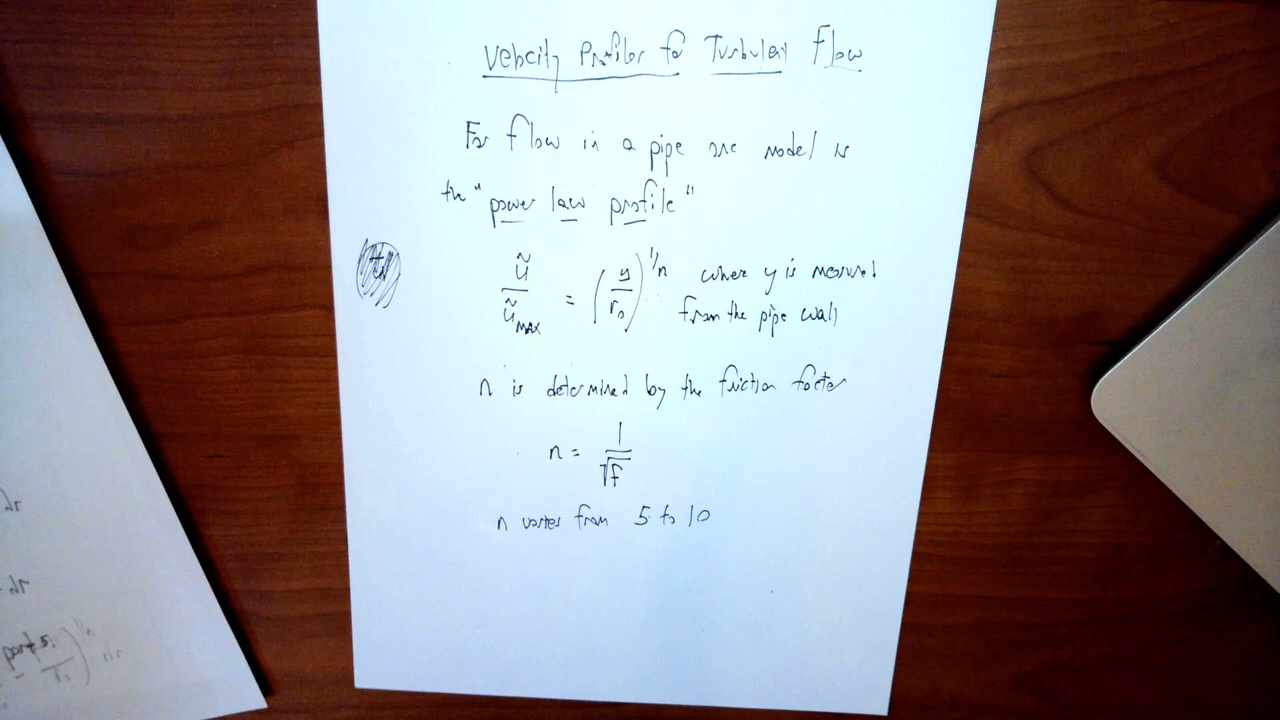 Velocity Profiles for Turbulent Flow
For flow in a pipe one model is
the "power law profile"
ũ / ũ_MAX = (y / r₀)^1/n where y is measured
from the pipe wall
n is determined by the friction factor
n = 1 / √f
n varies from 5 to 10